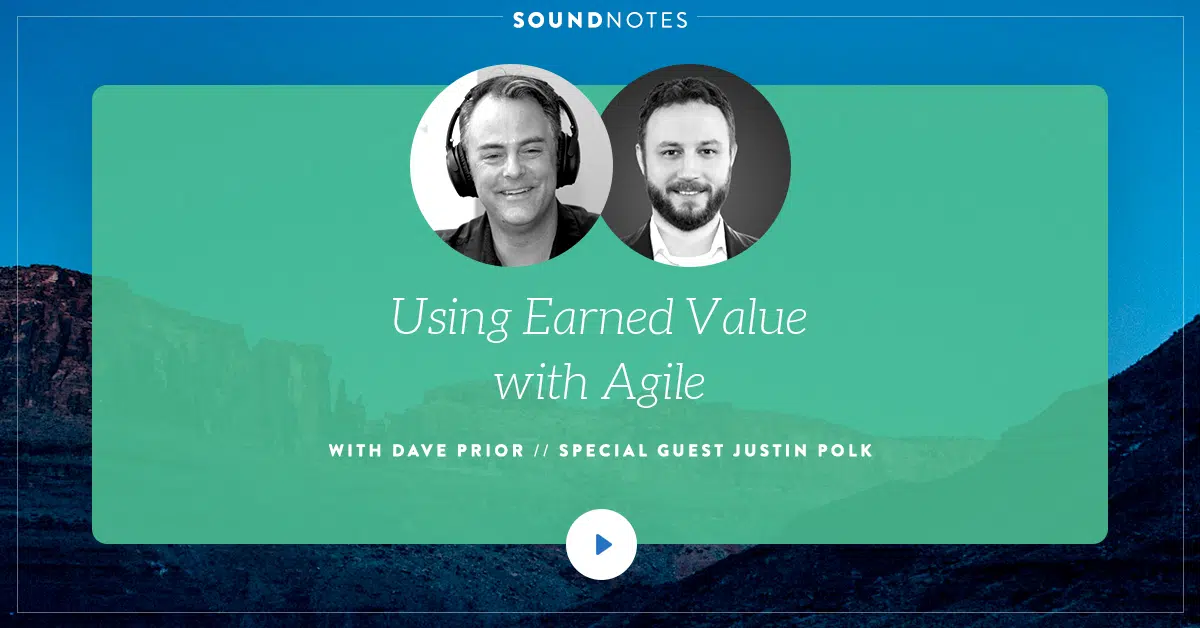 SOUNDNOTES
Using Earned Value
with Agile
WITH DAVE PRIOR // SPECIAL GUEST JUSTIN POLK